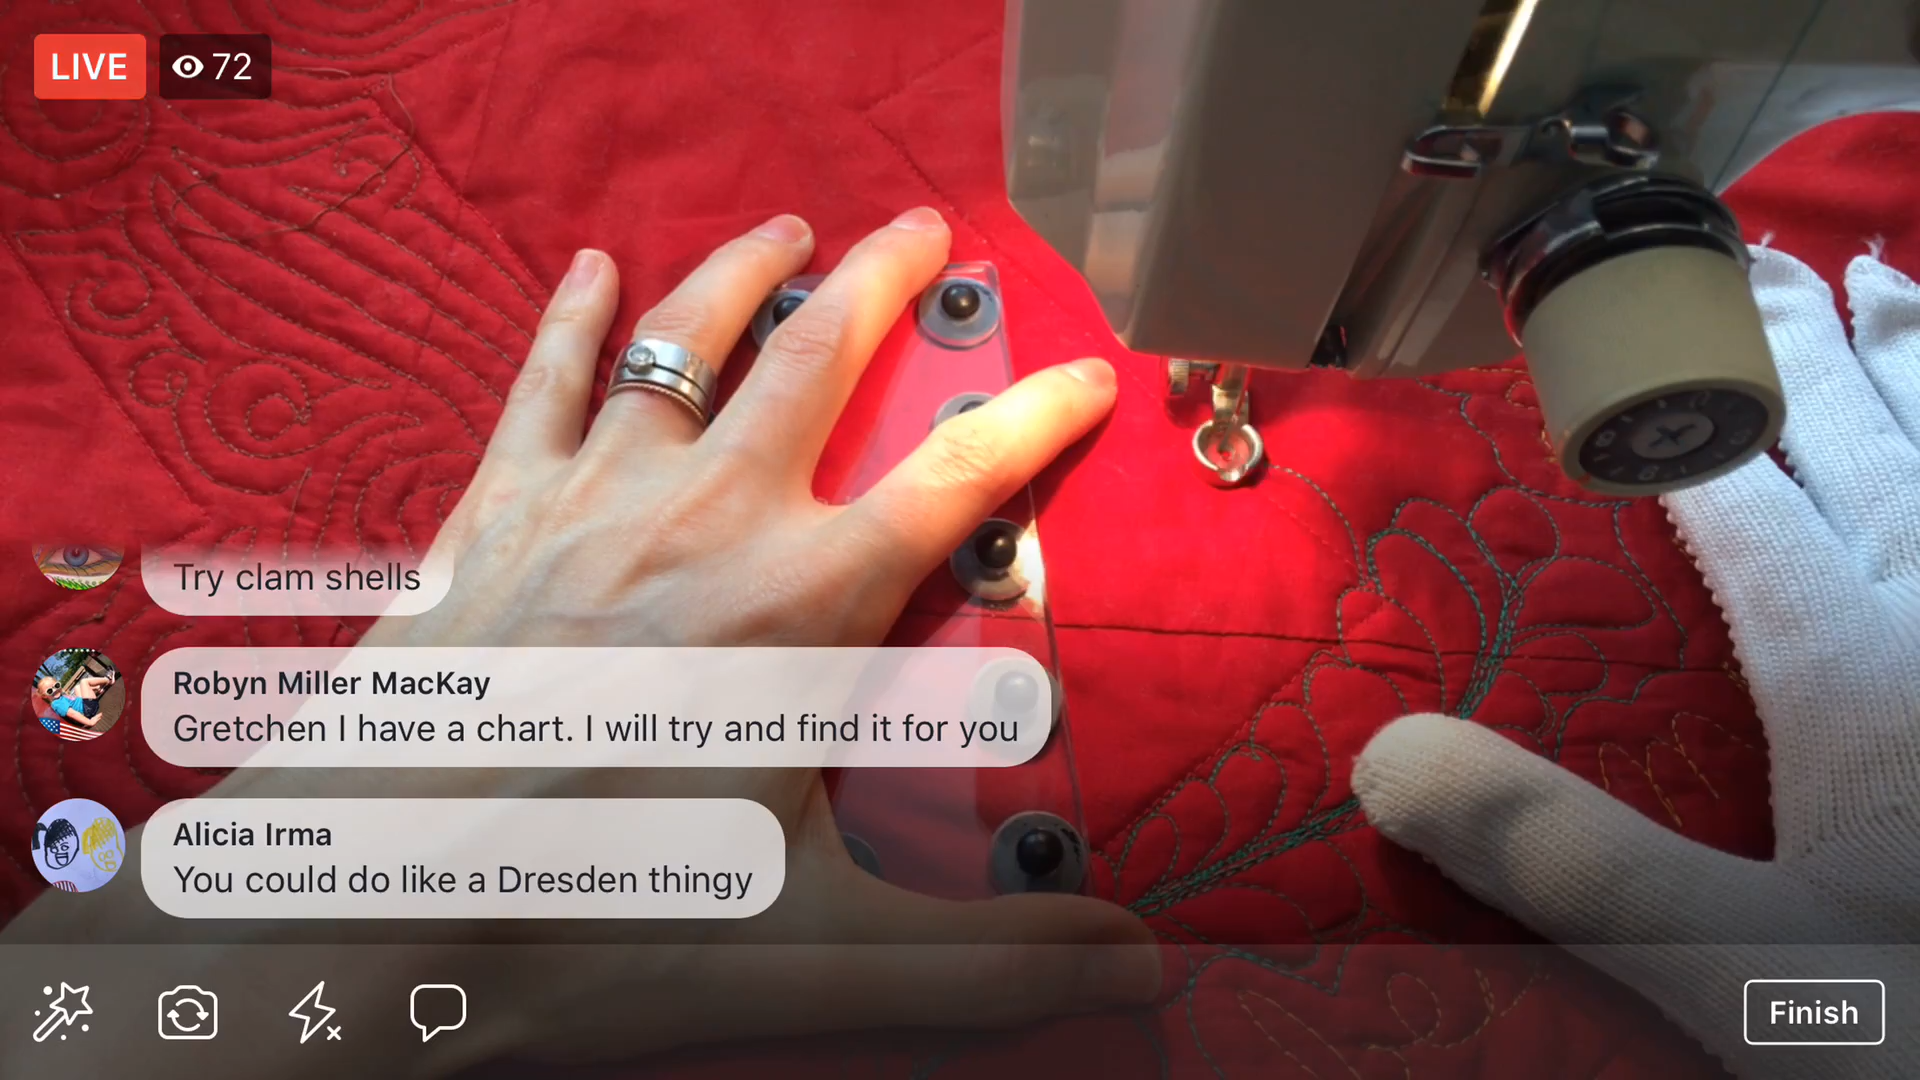 LIVE 72
Try clam shells
Robyn Miller MacKay
Gretchen I have a chart. I will try and find it for you
Alicia Irma
You could do like a Dresden thingy
Finish